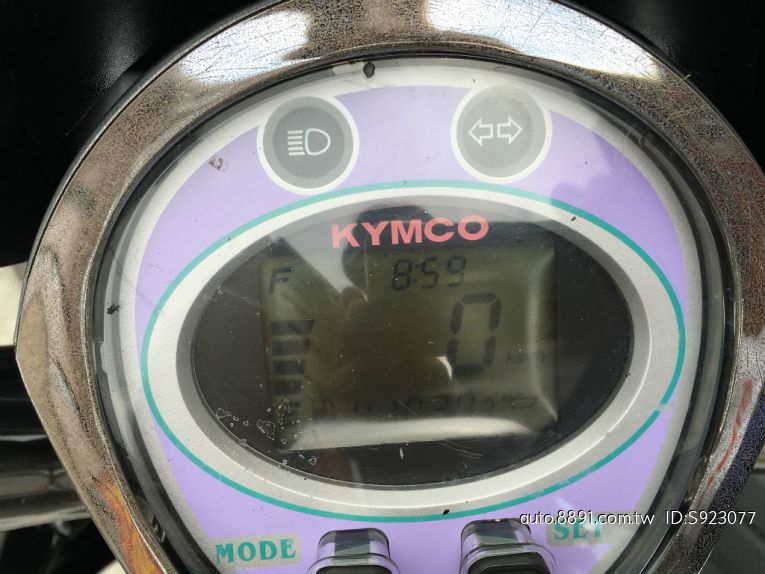 KYMCO
F
8:59
0
km/h
MODE
SET
auto.8891.com.tw ID:S923077